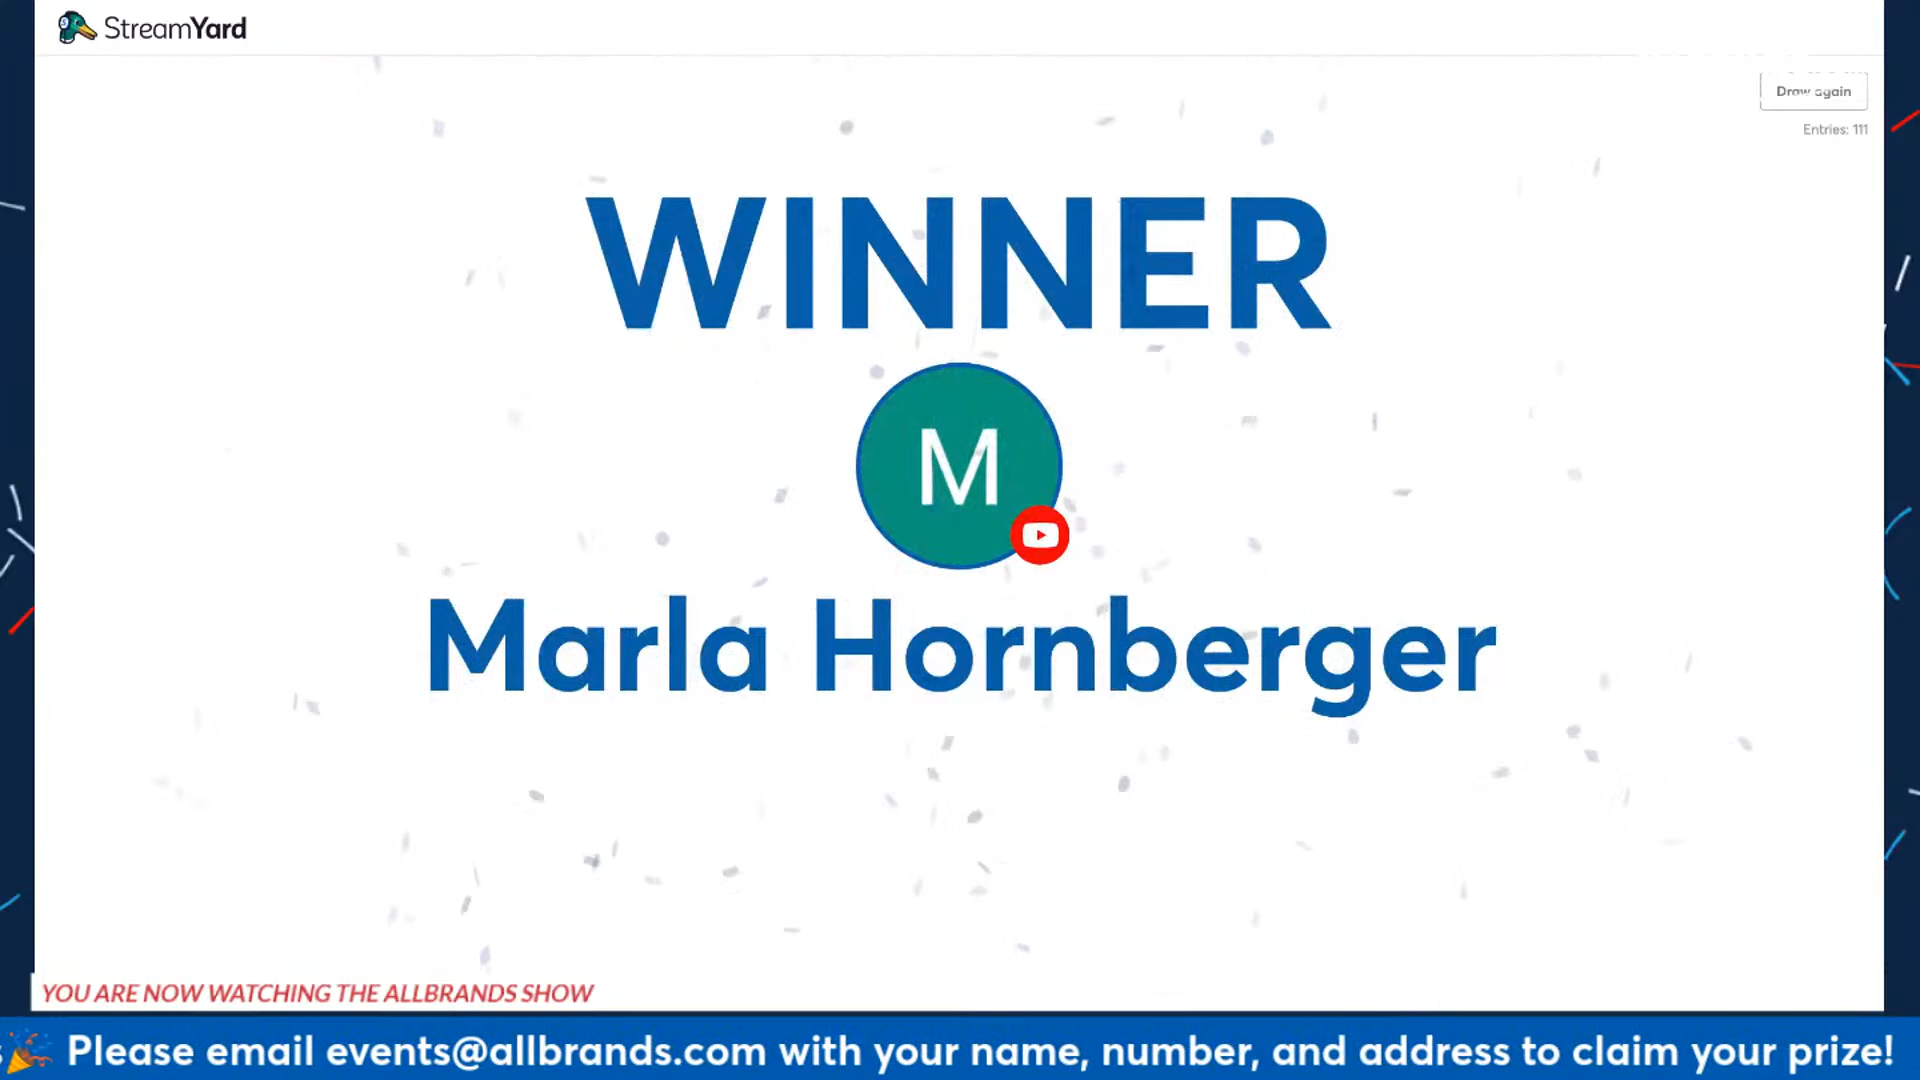 StreamYard
Draw again
Entries: 111
WINNER
M
Marla Hornberger
YOU ARE NOW WATCHING THE ALLBRANDS SHOW
Please email events@allbrands.com with your name, number, and address to claim your prize!